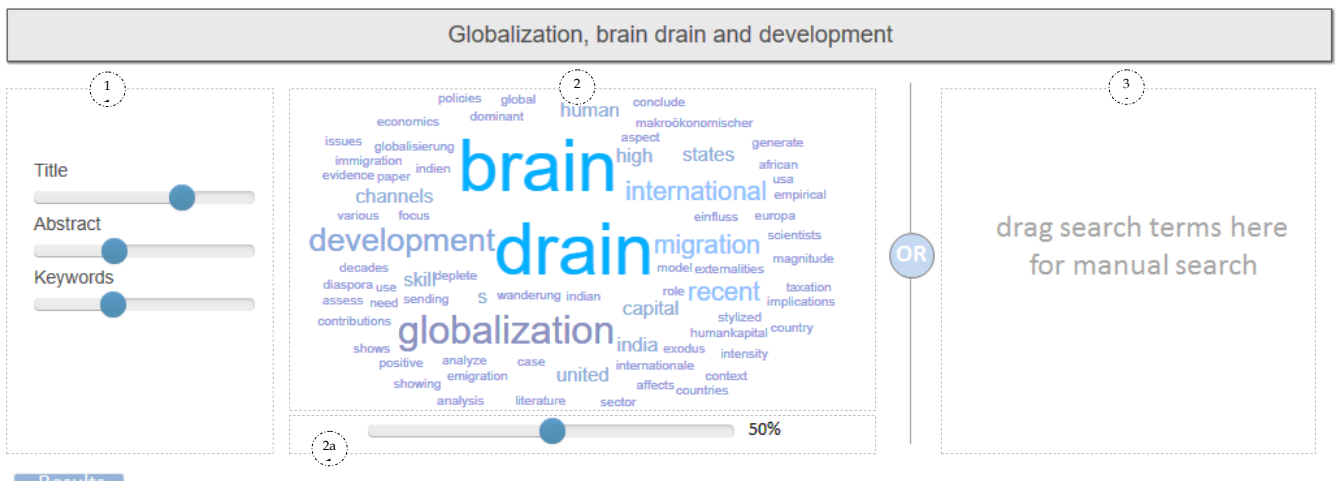 Globalization, brain drain and development
1
2
3
Title
Abstract
Keywords
policies global human conclude
economics dominant makroökonomischer
issues globalisierung brain aspect high states generate
immigration indien african
evidence paper international usa
channels empirical
various focus einfluss europa
development drain migration scientists
decades skill deplete model externalities magnitude
diaspora use role recent taxation
assess need sending s wanderung indian capital implications
contributions globalization stylized
humankapital country
shows india exodus intensity
positive analyze case internationale
showing emigration united affects context
countries
analysis literature sector
OR
drag search terms here
for manual search
2a
50%
Results